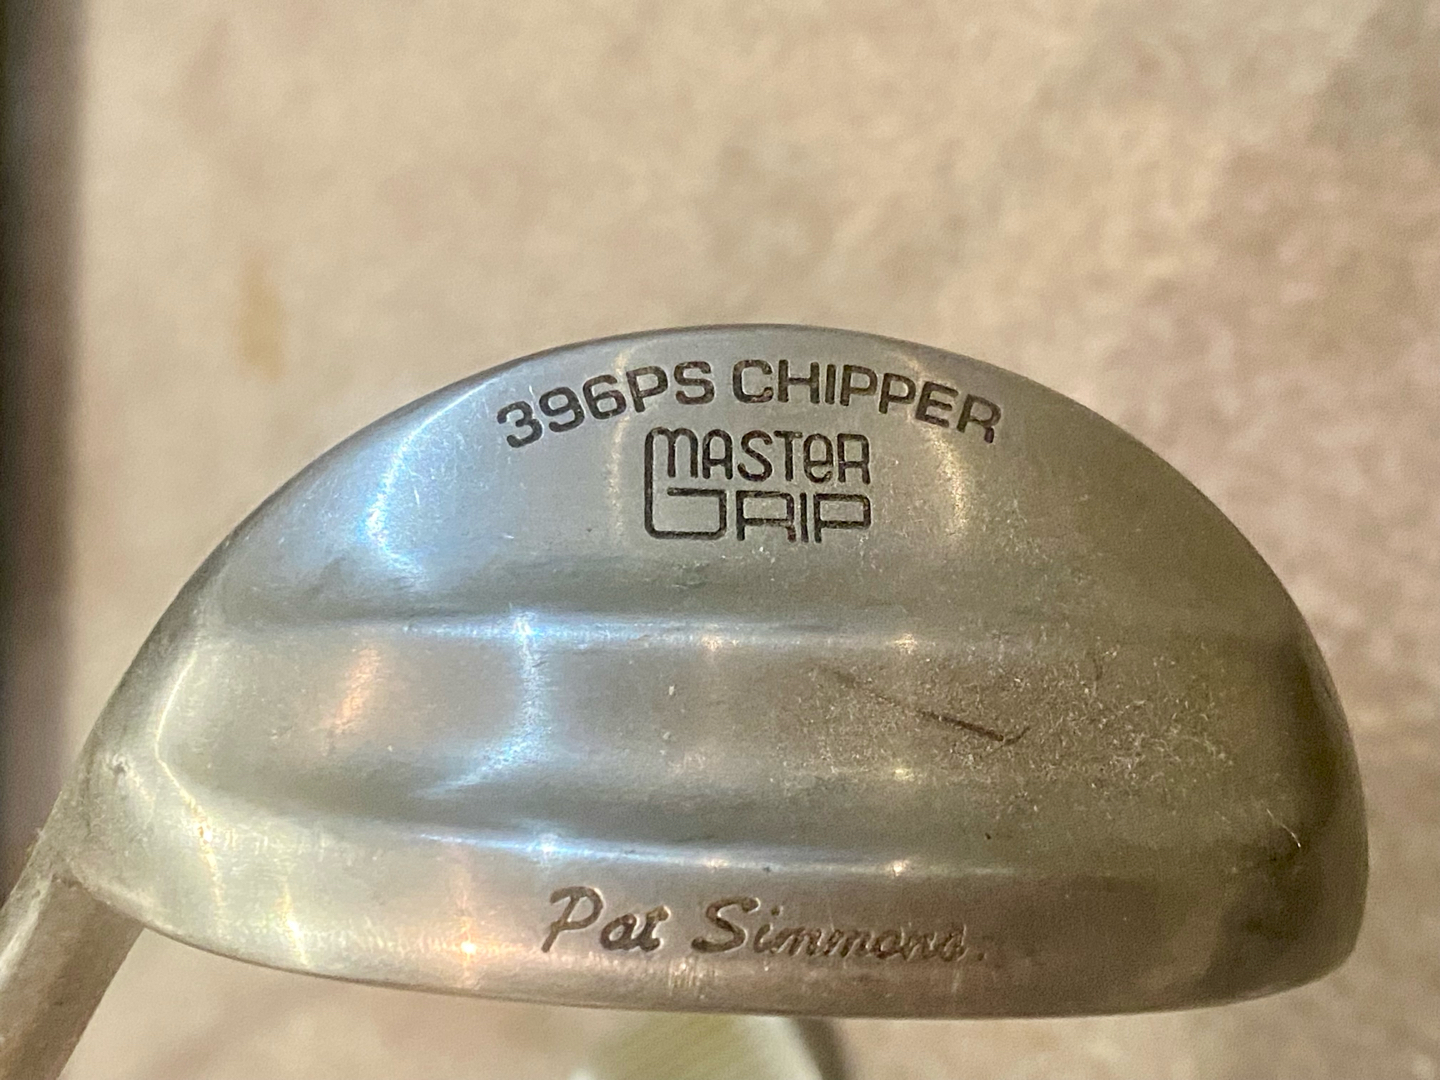 396PS CHIPPER
MASTeR
GRIP
Pat Simmons.